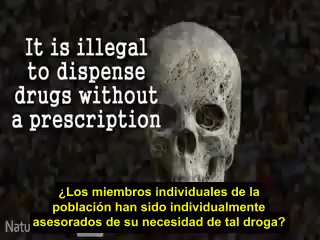 It is illegal
to dispense
drugs without
a prescription
¿Los miembros individuales de la
población han sido individualmente
Natu
asesorados de su necesidad de tal droga?